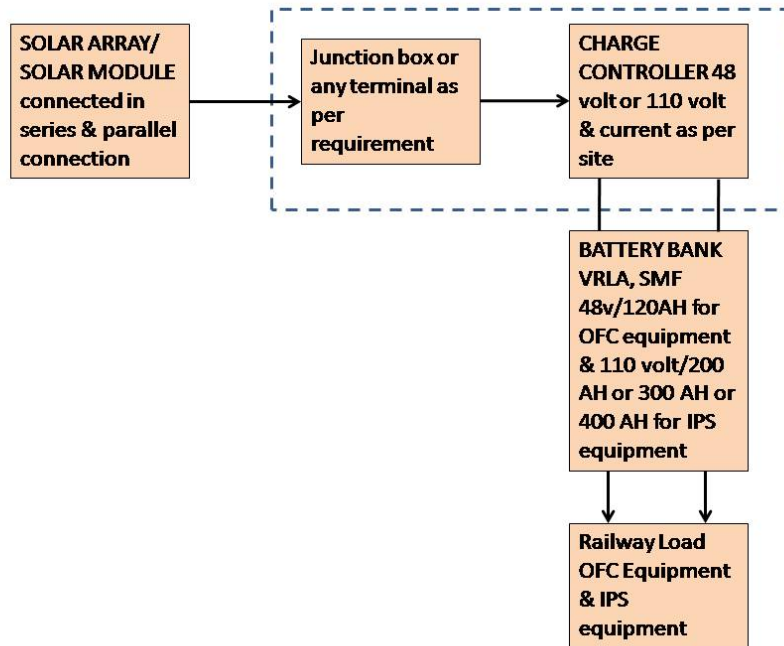 SOLAR ARRAY/
SOLAR MODULE
connected in
series & parallel
connection
Junction box or
any terminal as
per
requirement
CHARGE
CONTROLLER 48
volt or 110 volt
& current as per
site
BATTERY BANK
VRLA, SMF
48v/120AH for
OFC equipment
& 110 volt/200
AH or 300 AH or
400 AH for IPS
equipment
Railway Load
OFC Equipment
& IPS
equipment